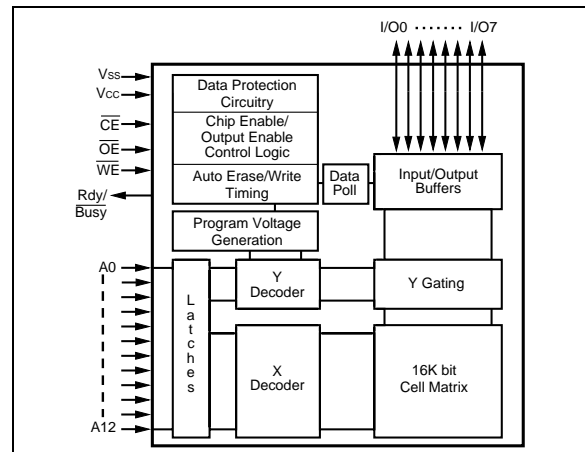 I/O0 ........ I/O7
VSS
VCC
CE
OE
WE
Rdy/
Busy
Data Protection
Circuitry
Chip Enable/
Output Enable
Control Logic
Auto Erase/Write
Timing
Data
Poll
Input/Output
Buffers
Program Voltage
Generation
A0
A12
Latches
Y
Decoder
Y Gating
X
Decoder
16K bit
Cell Matrix